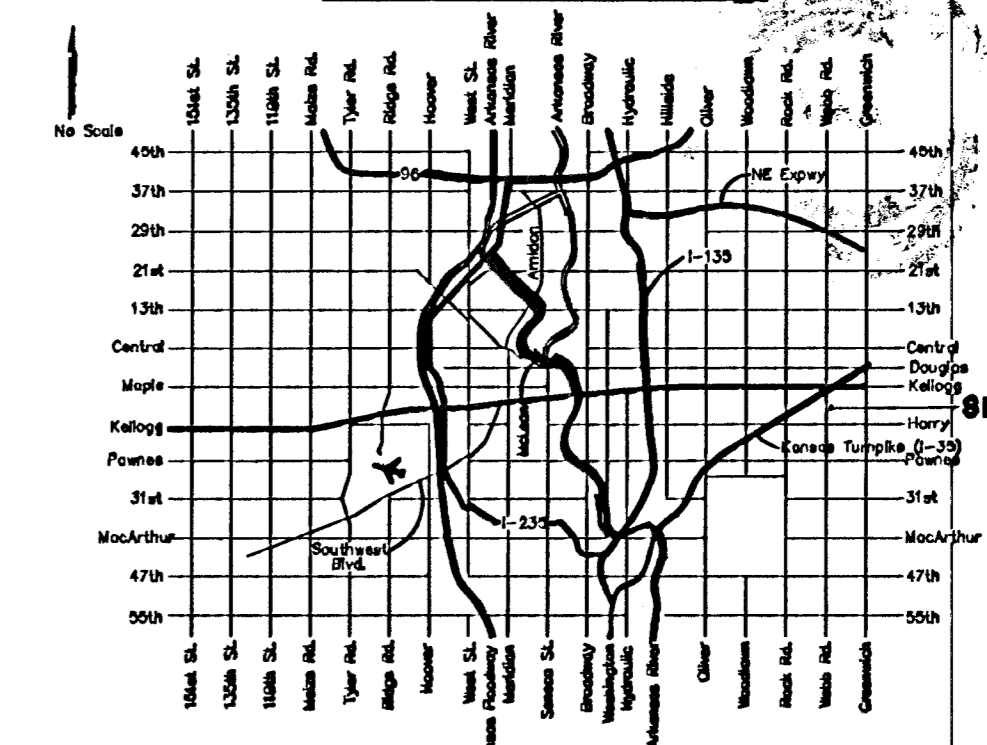 151st St.
135th St.
119th St.
Maize Rd.
Tyler Rd.
Ridge Rd.
Hoover
West St.
Arkansas River
Meridian
Arkansas River
Broadway
Hydraulic
Hillside
Oliver
Woodlawn
Rock Rd.
Webb Rd.
Greenwich
No Scale
45th
45th
96
NE Expwy
37th
37th
29th
29th
Amidon
I-135
21st
21st
13th
13th
Central
Central
Douglas
Maple
Kellogg
McLean
Kellogg
Harry
Kansas Turnpike (I-35)
Pawnee
Pawnee
31st
31st
I-235
MacArthur
MacArthur
Southwest
Blvd.
47th
47th
55th
55th
151st St.
135th St.
119th St.
Maize Rd.
Tyler Rd.
Ridge Rd.
Hoover
West St.
Floodway
Meridian
Seneca St.
Broadway
Washington
Hydraulic
Arkansas River
Oliver
Woodlawn
Rock Rd.
Webb Rd.
Greenwich